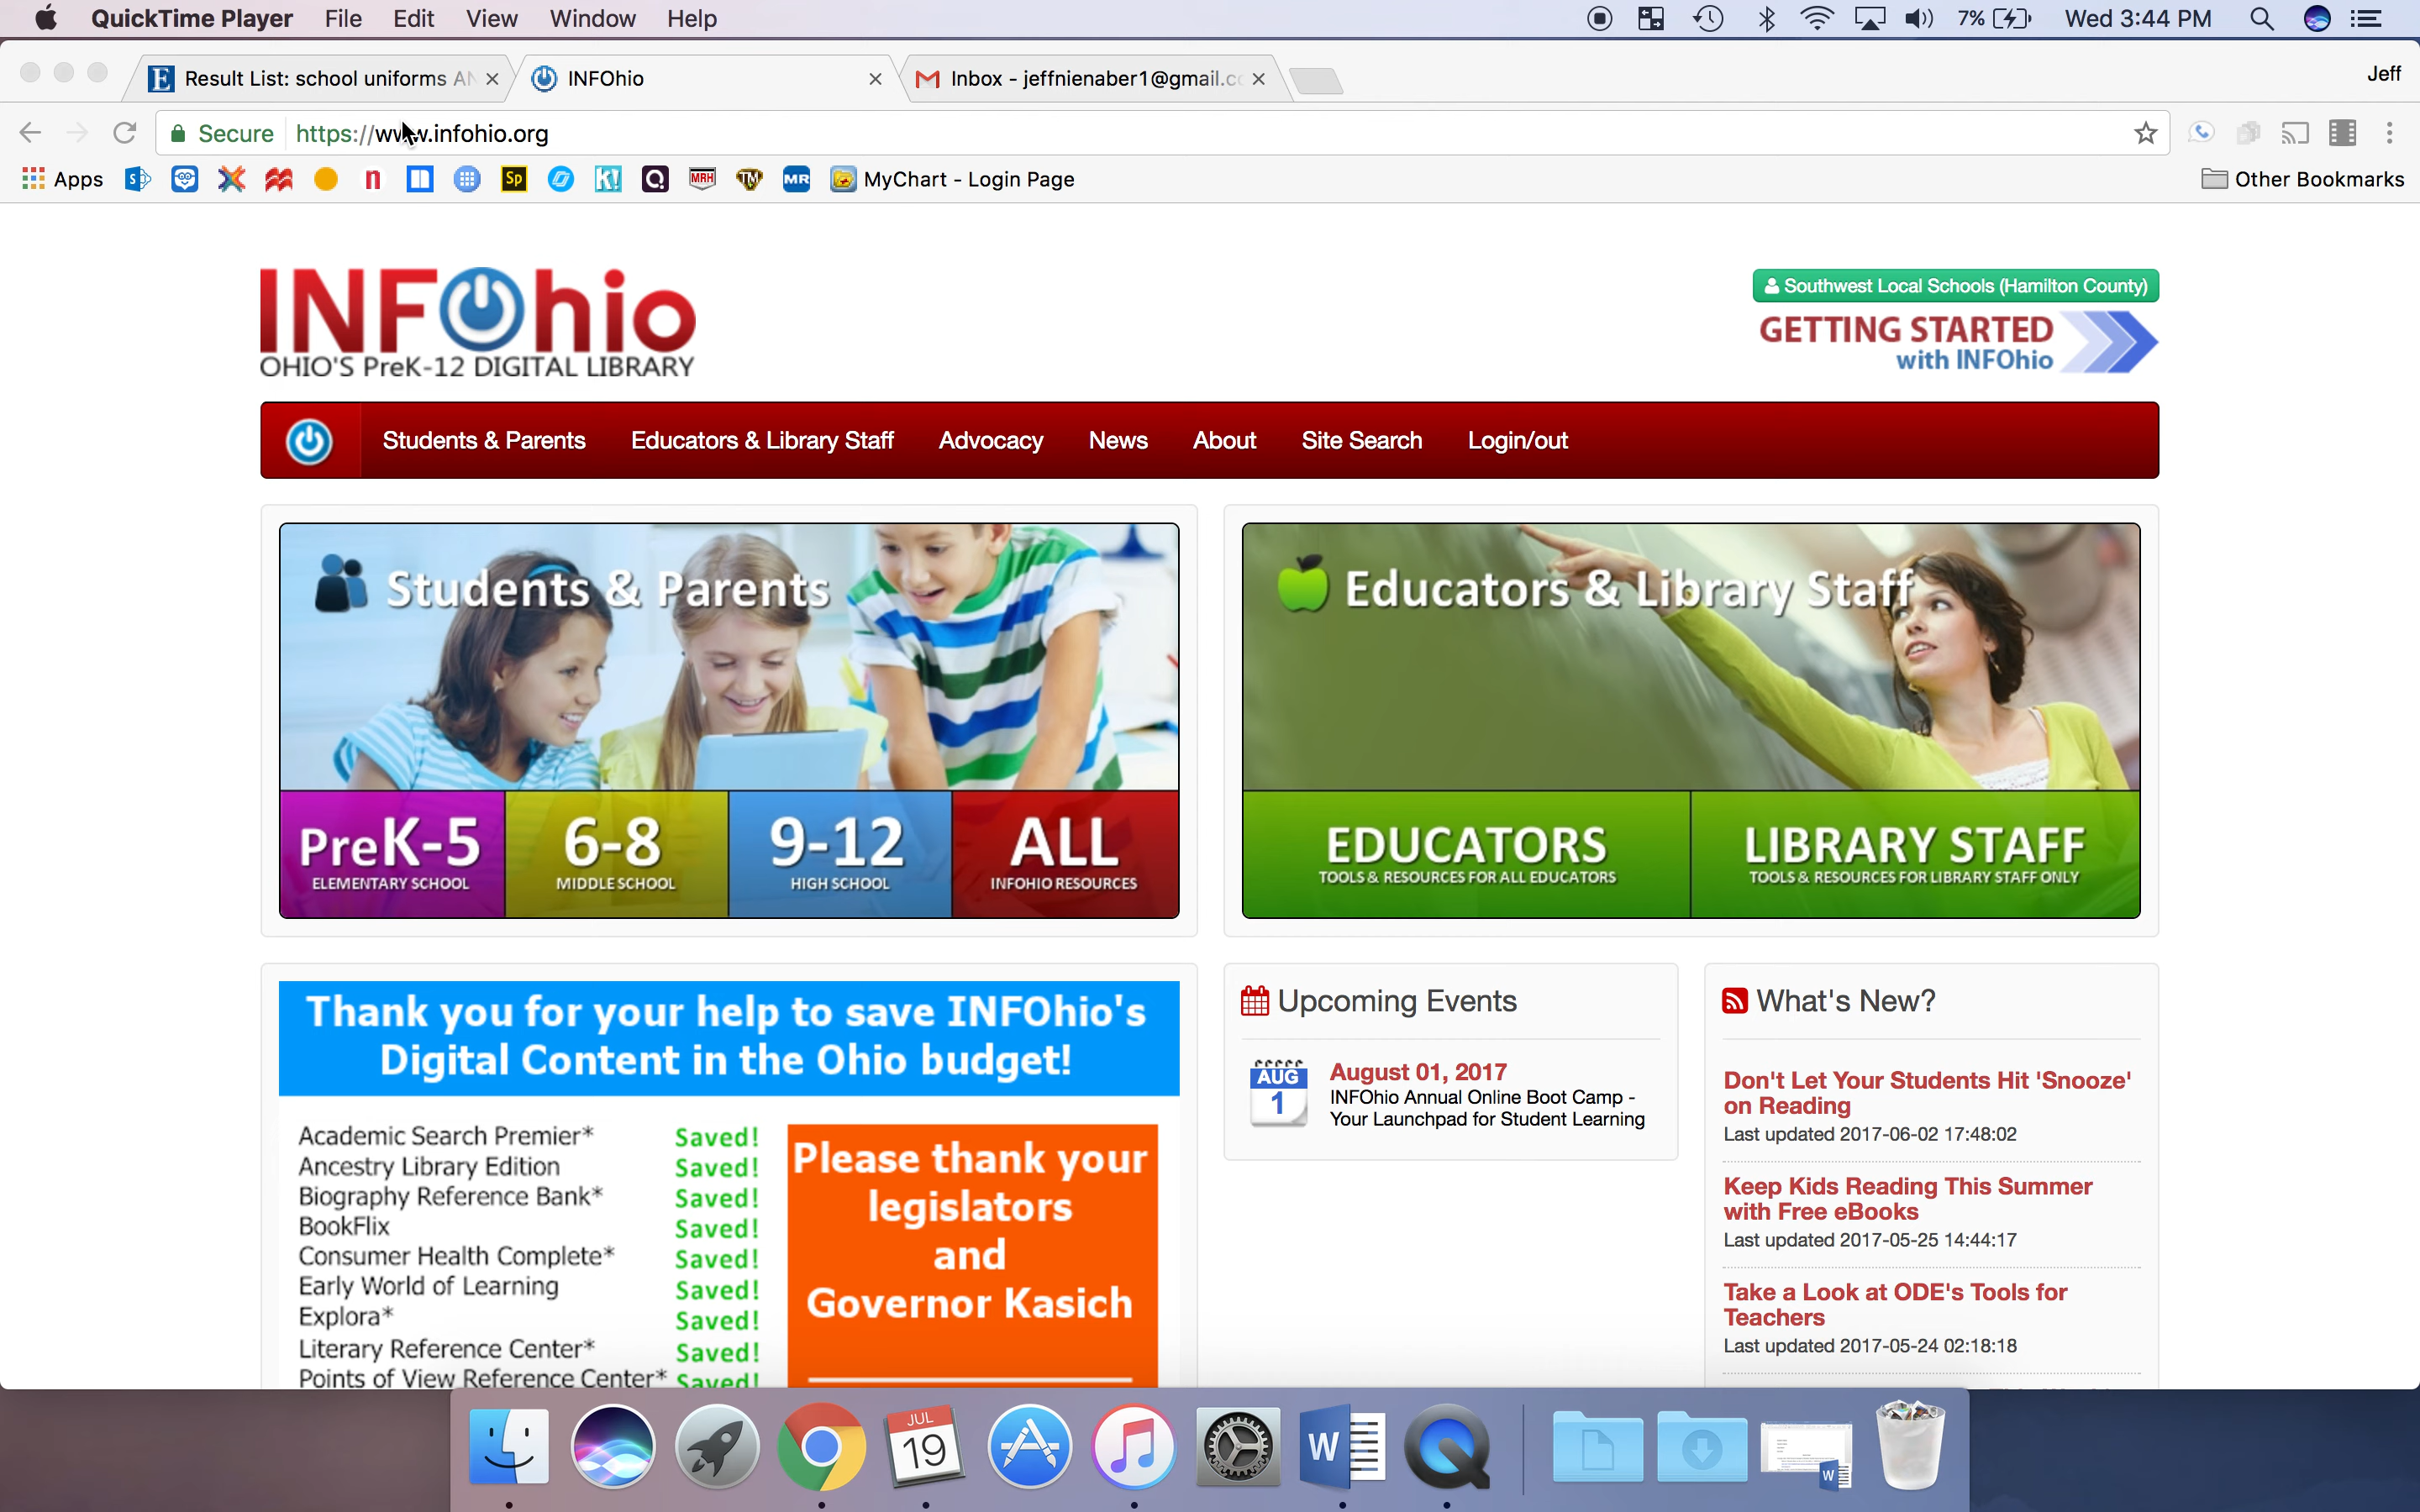 QuickTime Player File Edit View Window Help 7% Wed 3:44 PM
Result List: school uniforms AN INFOhio Inbox - jeffnienaber1@gmail.c Jeff
Secure https://www.infohio.org
Apps Sp K! Q MRH TM MR MyChart - Login Page Other Bookmarks
INFOhio
OHIO'S PreK-12 DIGITAL LIBRARY
Southwest Local Schools (Hamilton County)
GETTING STARTED
with INFOhio
Students & Parents Educators & Library Staff Advocacy News About Site Search Login/out
Students & Parents
PreK-5 6-8 9-12 ALL
ELEMENTARY SCHOOL MIDDLE SCHOOL HIGH SCHOOL INFOHIO RESOURCES
Educators & Library Staff
EDUCATORS LIBRARY STAFF
TOOLS & RESOURCES FOR ALL EDUCATORS TOOLS & RESOURCES FOR LIBRARY STAFF ONLY
Thank you for your help to save INFOhio's
Digital Content in the Ohio budget!
Academic Search Premier* Saved!
Ancestry Library Edition Saved!
Biography Reference Bank* Saved!
BookFlix Saved!
Consumer Health Complete* Saved!
Early World of Learning Saved!
Explora* Saved!
Literary Reference Center* Saved!
Points of View Reference Center* Saved!
Please thank your
legislators
and
Governor Kasich
Upcoming Events
AUG
1
August 01, 2017
INFOhio Annual Online Boot Camp -
Your Launchpad for Student Learning
What's New?
Don't Let Your Students Hit 'Snooze'
on Reading
Last updated 2017-06-02 17:48:02
Keep Kids Reading This Summer
with Free eBooks
Last updated 2017-05-25 14:44:17
Take a Look at ODE's Tools for
Teachers
Last updated 2017-05-24 02:18:18
JUL
19
W
W